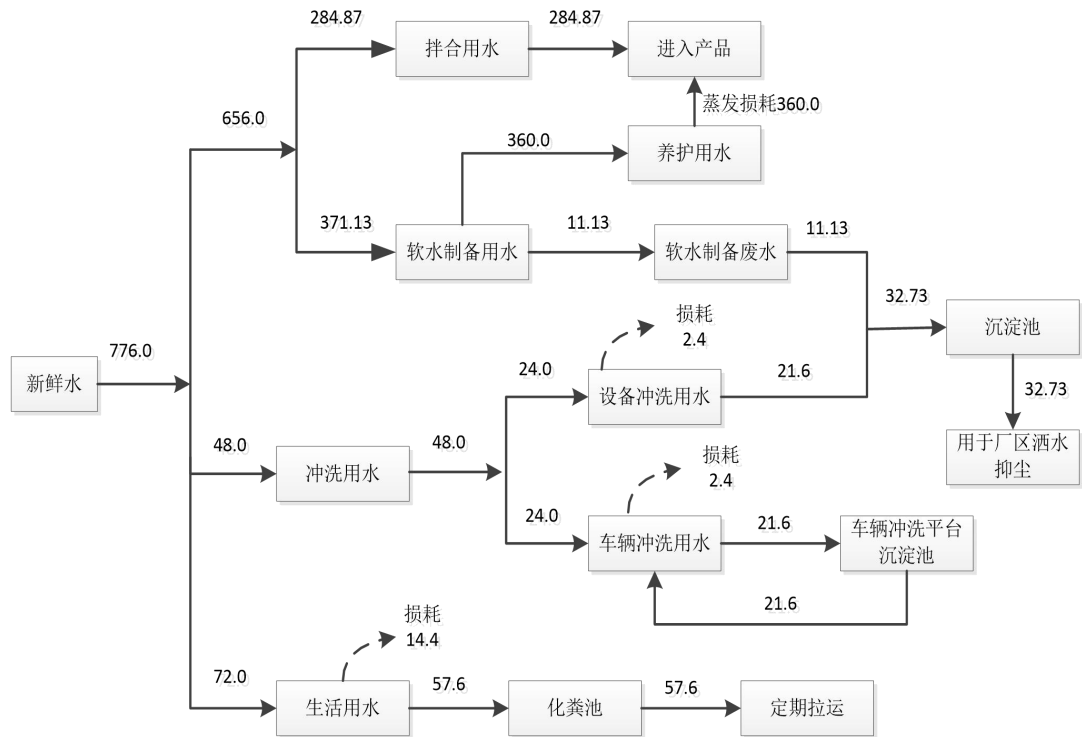 284.87
284.87
拌合用水
进入产品
蒸发损耗360.0
656.0
360.0
养护用水
371.13
11.13
11.13
软水制备用水
软水制备废水
32.73
损耗
2.4
沉淀池
776.0
新鲜水
24.0
21.6
设备冲洗用水
32.73
48.0
48.0
冲洗用水
用于厂区洒水
抑尘
损耗
2.4
24.0
21.6
车辆冲洗用水
车辆冲洗平台
沉淀池
21.6
损耗
14.4
72.0
57.6
57.6
生活用水
化粪池
定期拉运